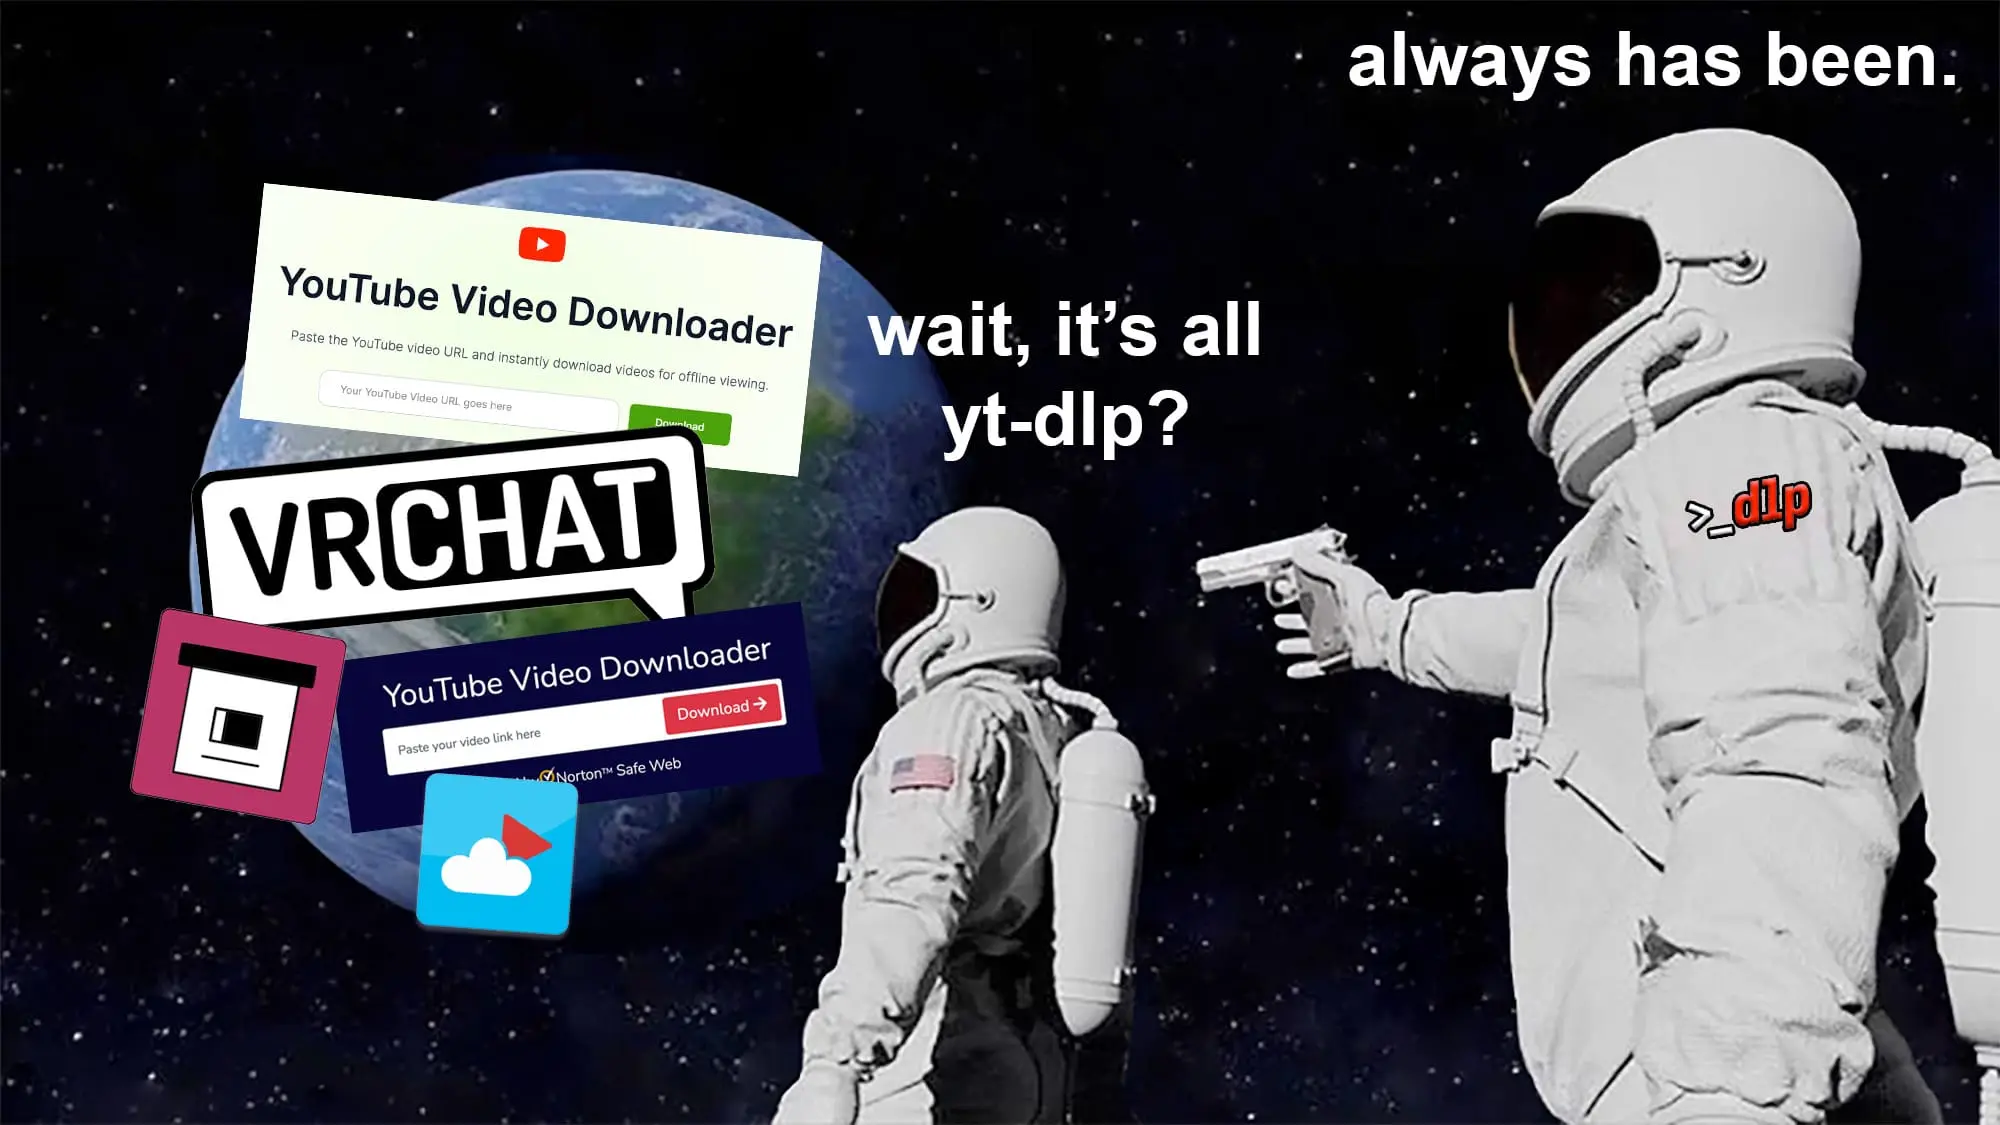 always has been.
wait, it's all
yt-dlp?
YouTube Video Downloader
Paste the YouTube video URL and instantly download videos for offline viewing.
Your YouTube Video URL goes here
Download
VRCHAT
>_dlp
YouTube Video Downloader
Paste your video link here
Download →
Norton™ Safe Web